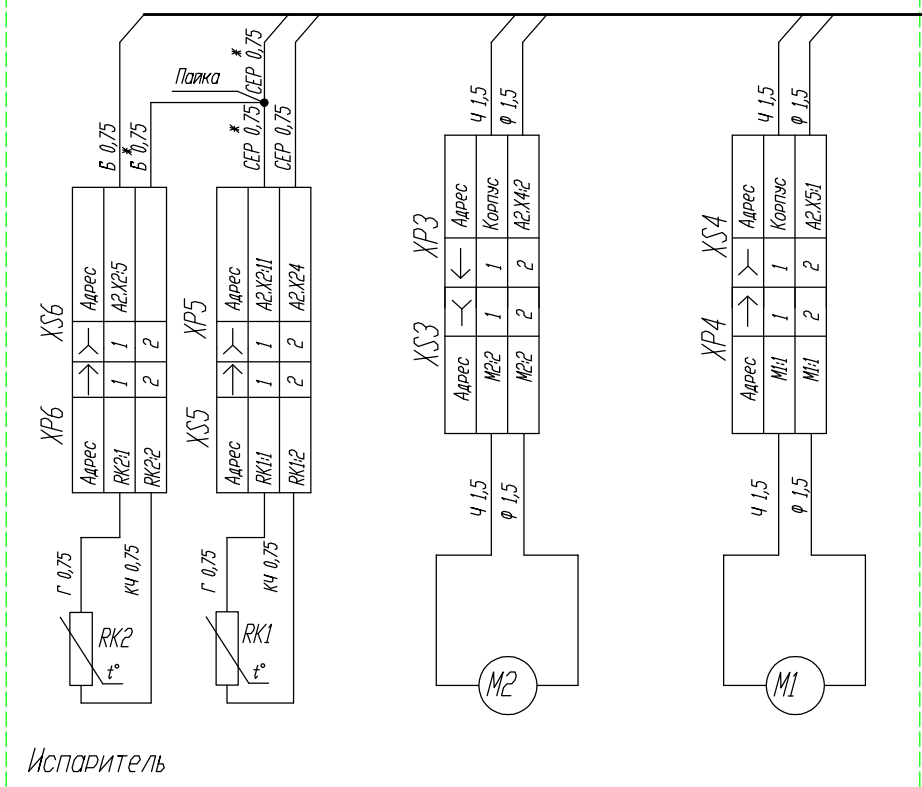 Пайка
Б 0,75
Б 0,75
*
СЕР 0,75
*
СЕР 0,75
*
СЕР 0,75
Ч 1,5
Ф 1,5
Ч 1,5
Ф 1,5
XS6
Адрес
A2.X2:5
1
2
XP6
1
2
Адрес
RK2:1
RK2:2
XP5
Адрес
A2.X2:11
A2.X24
1
2
XS5
1
2
Адрес
RK1:1
RK1:2
XP3
Адрес
Корпус
A2.X4:2
1
2
XS3
1
2
Адрес
M2:2
M2:2
XS4
Адрес
Корпус
A2.X5:1
1
2
XP4
1
2
Адрес
M1:1
M1:1
Г 0,75
КЧ 0,75
Г 0,75
КЧ 0,75
Ч 1,5
Ф 1,5
Ч 1,5
Ф 1,5
RK2
t°
RK1
t°
M2
M1
Испаритель